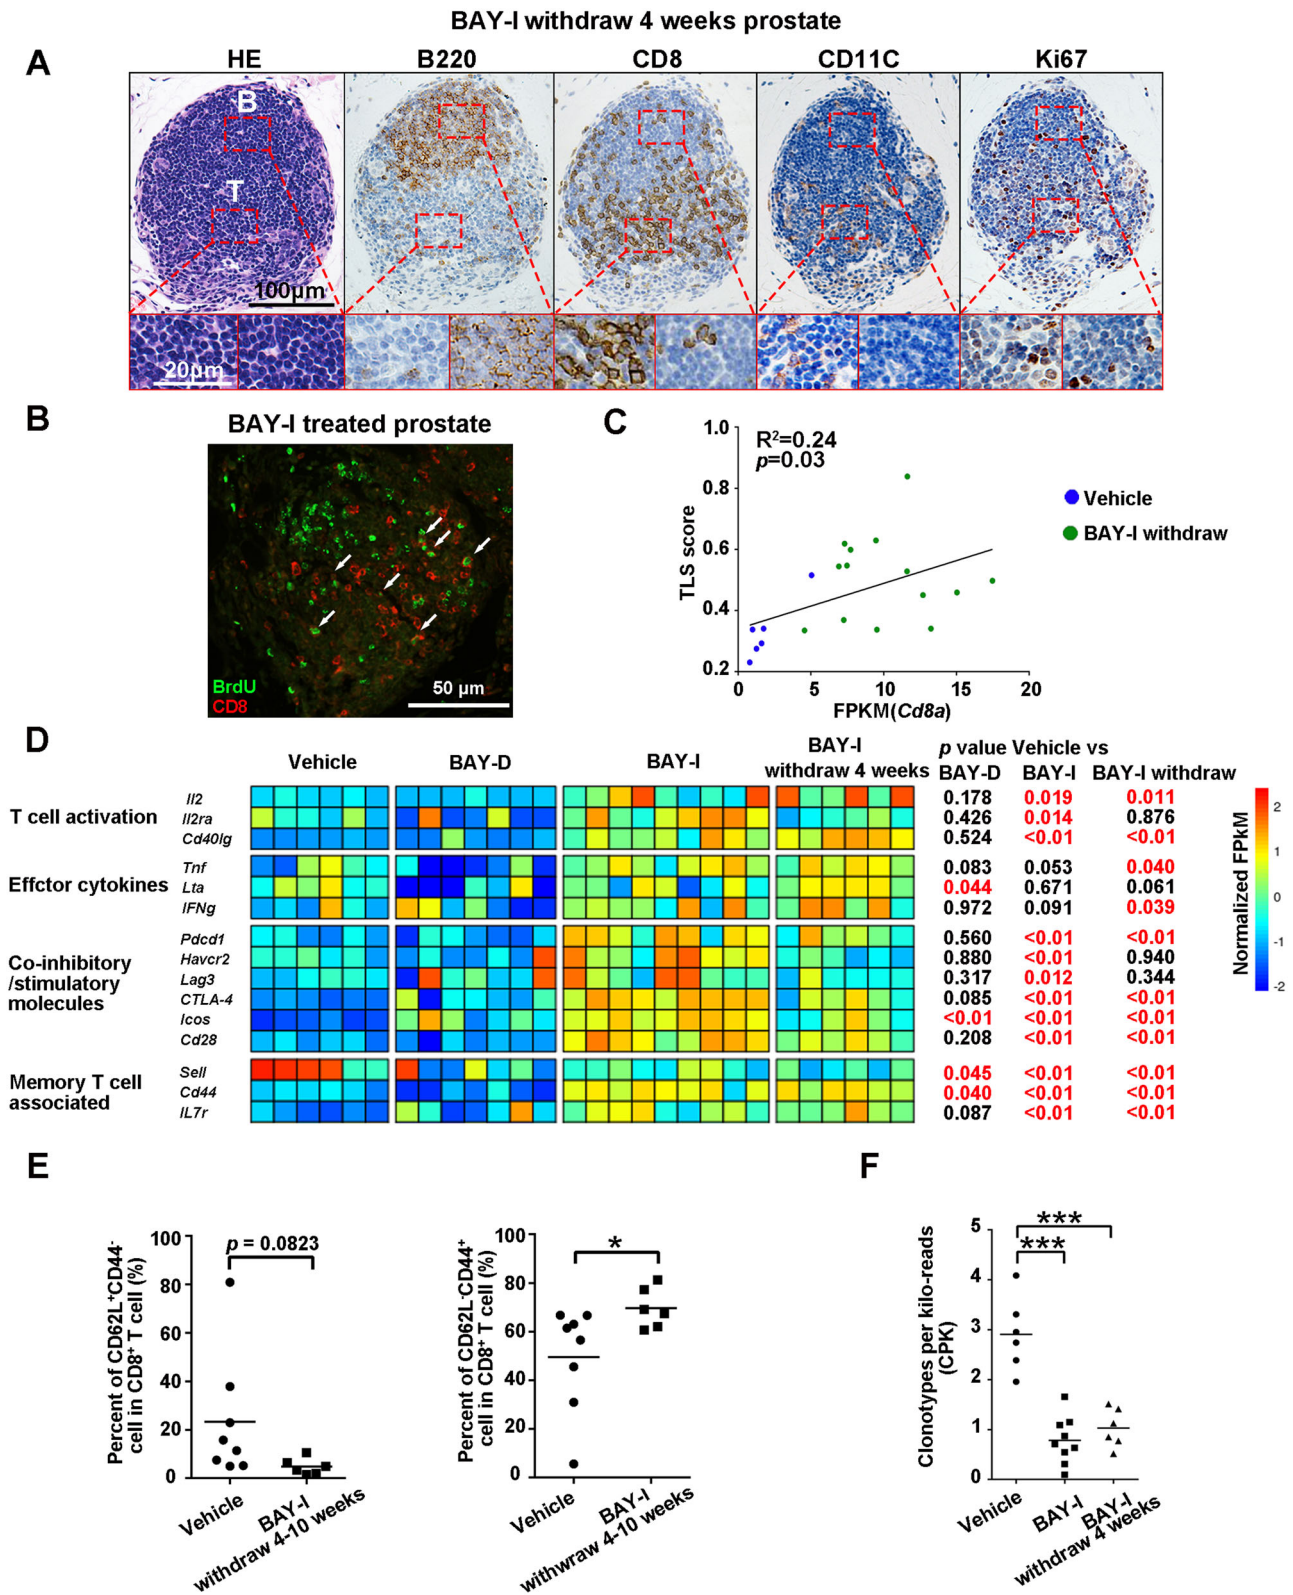 BAY-I withdraw 4 weeks prostate
A
HE B220 CD8 CD11C Ki67
B
T
100μm
20μm
B
BAY-I treated prostate
BrdU
CD8
50 μm
C
R²=0.24
p=0.03
1.0
0.8
0.6
0.4
0.2
TLS score
0 5 10 15 20
FPKM(Cd8a)
Vehicle
BAY-I withdraw
D
Vehicle BAY-D BAY-I BAY-I withdraw 4 weeks
p value Vehicle vs
BAY-D BAY-I BAY-I withdraw
T cell activation
Il2 0.178 0.019 0.011
Il2ra 0.426 0.014 0.876
Cd40lg 0.524 <0.01 <0.01
Effctor cytokines
Tnf 0.083 0.053 0.040
Lta 0.044 0.671 0.061
IFNg 0.972 0.091 0.039
Co-inhibitory
/stimulatory
molecules
Pdcd1 0.560 <0.01 <0.01
Havcr2 0.880 <0.01 0.940
Lag3 0.317 0.012 0.344
CTLA-4 0.085 <0.01 <0.01
Icos <0.01 <0.01 <0.01
Cd28 0.208 <0.01 <0.01
Memory T cell
associated
Sell 0.045 <0.01 <0.01
Cd44 0.040 <0.01 <0.01
IL7r 0.087 <0.01 <0.01
Normalized FPkM
2
1
0
-1
-2
E
Percent of CD62L⁺CD44⁻
cell in CD8⁺ T cell (%)
100
80
60
40
20
0
p = 0.0823
Vehicle
BAY-I
withdraw 4-10 weeks
Percent of CD62L⁻CD44⁺
cell in CD8⁺ T cell (%)
100
80
60
40
20
0
*
Vehicle
BAY-I
withwraw 4-10 weeks
F
Clonotypes per kilo-reads
(CPK)
5
4
3
2
1
0
***
***
Vehicle
BAY-I
BAY-I
withdraw 4 weeks